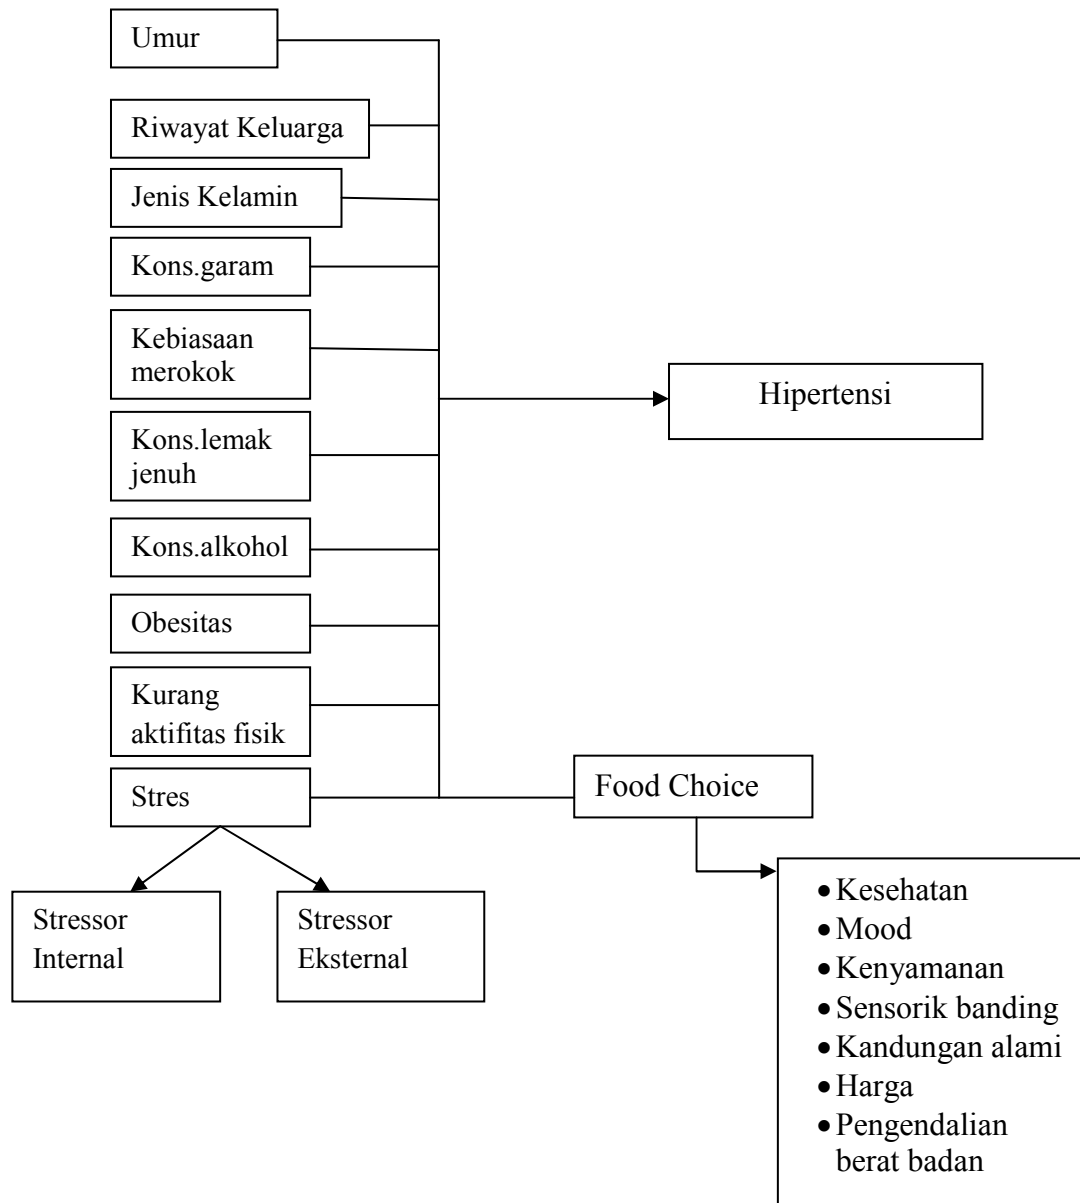 Umur
Riwayat Keluarga
Jenis Kelamin
Kons.garam
Kebiasaan
merokok
Hipertensi
Kons.lemak
jenuh
Kons.alkohol
Obesitas
Kurang
aktifitas fisik
Stres
Food Choice
Stressor
Internal
Stressor
Eksternal
• Kesehatan
• Mood
• Kenyamanan
• Sensorik banding
• Kandungan alami
• Harga
• Pengendalian
berat badan